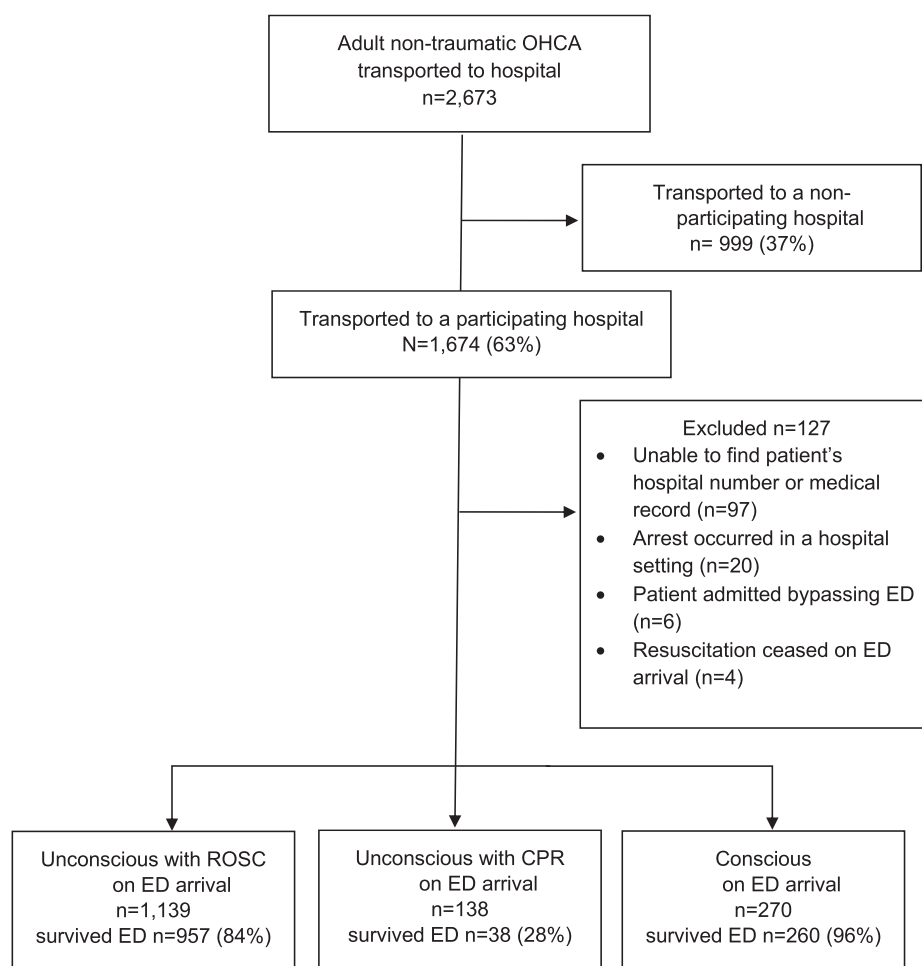 Adult non-traumatic OHCA
transported to hospital
n=2,673
Transported to a non-
participating hospital
n= 999 (37%)
Transported to a participating hospital
N=1,674 (63%)
Excluded n=127
• Unable to find patient's
hospital number or medical
record (n=97)
• Arrest occurred in a hospital
setting (n=20)
• Patient admitted bypassing ED
(n=6)
• Resuscitation ceased on ED
arrival (n=4)
Unconscious with ROSC
on ED arrival
n=1,139
survived ED n=957 (84%)
Unconscious with CPR
on ED arrival
n=138
survived ED n=38 (28%)
Conscious
on ED arrival
n=270
survived ED n=260 (96%)